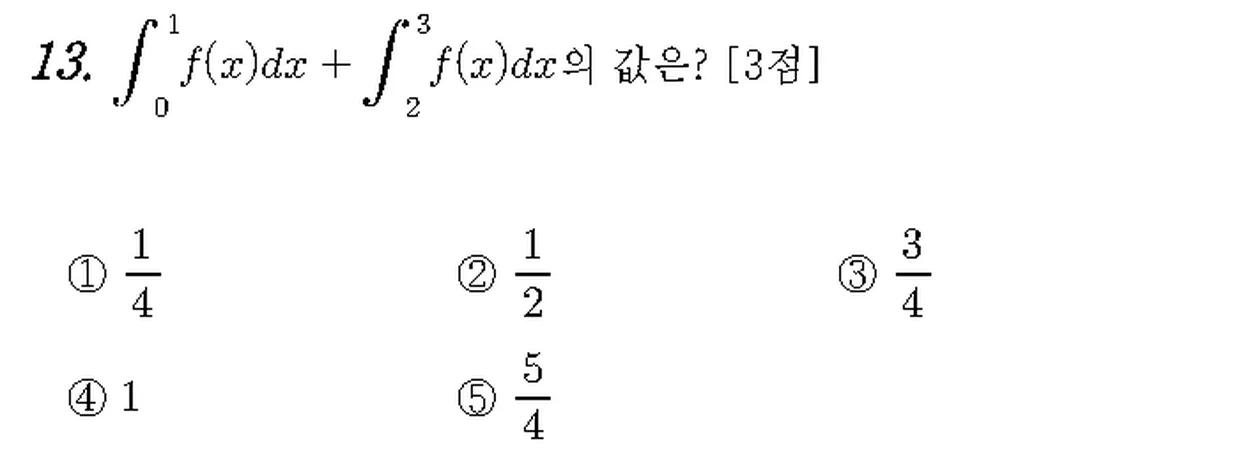 13. ∫₀¹ f(x)dx + ∫₂³ f(x)dx의 값은? [3점]
① 1/4 ② 1/2 ③ 3/4
④ 1 ⑤ 5/4